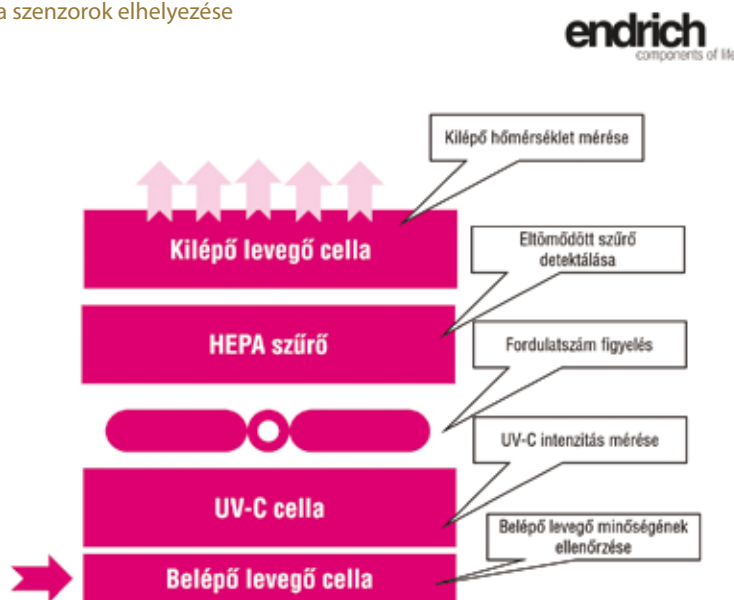 a szenzorok elhelyezése
endrich
components of life
Kilépő hőmérséklet mérése
Kilépő levegő cella
Eltömődött szűrő
detektálása
HEPA szűrő
Fordulatszám figyelés
UV-C intenzitás mérése
UV-C cella
Belépő levegő minőségének
ellenőrzése
Belépő levegő cella